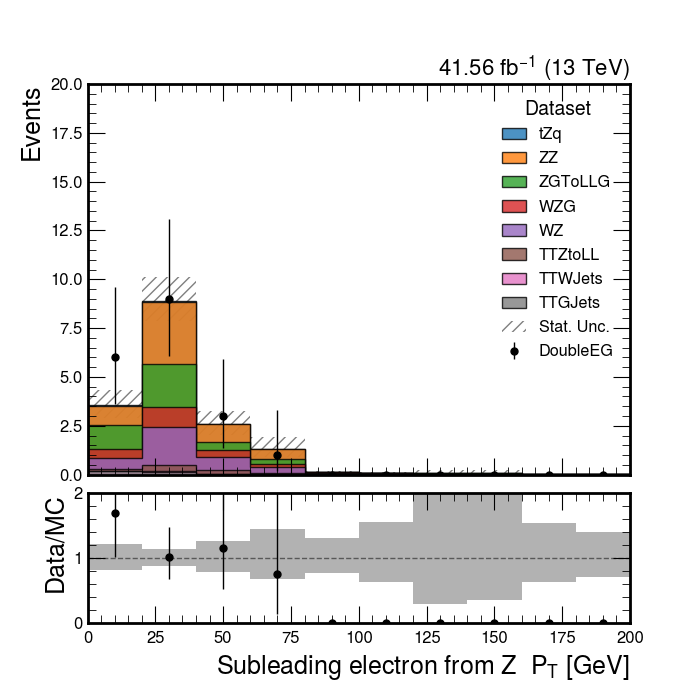 41.56 fb⁻¹ (13 TeV)
Events
20.0
17.5
15.0
12.5
10.0
7.5
5.0
2.5
0.0
Dataset
tZq
ZZ
ZGToLLG
WZG
WZ
TTZtoLL
TTWJets
TTGJets
Stat. Unc.
DoubleEG
Data/MC
2
1
0
0 25 50 75 100 125 150 175 200
Subleading electron from Z P_T [GeV]